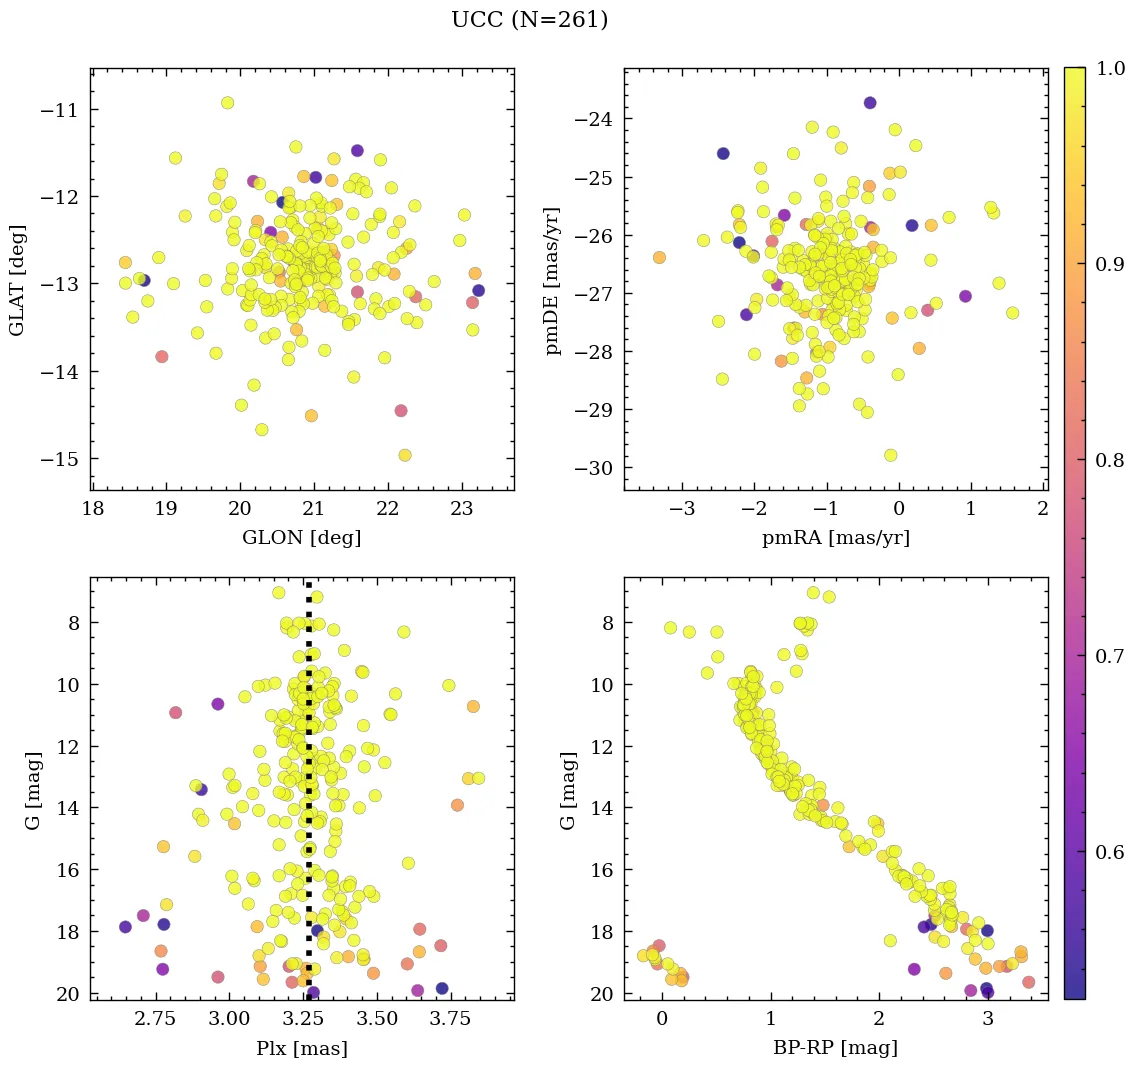 UCC (N=261)
−11
−12
−13
−14
−15
GLAT [deg]
18 19 20 21 22 23
GLON [deg]
−24
−25
−26
−27
−28
−29
−30
pmDE [mas/yr]
−3 −2 −1 0 1 2
pmRA [mas/yr]
1.0
0.9
0.8
0.7
0.6
8
10
12
14
16
18
20
G [mag]
2.75 3.00 3.25 3.50 3.75
Plx [mas]
8
10
12
14
16
18
20
G [mag]
0 1 2 3
BP-RP [mag]